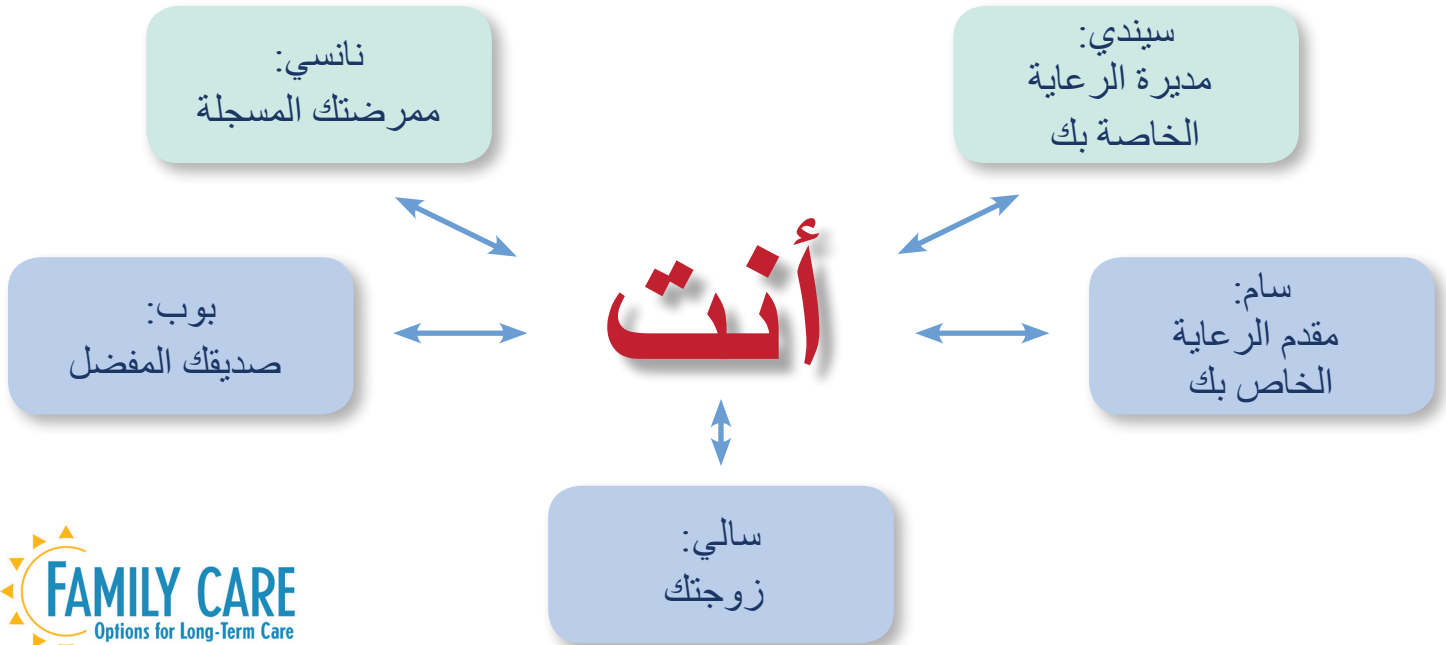 سيندي:
مديرة الرعاية
الخاصة بك
نانسي:
ممرضتك المسجلة
أنت
سام:
مقدم الرعاية
الخاص بك
بوب:
صديقك المفضل
سالي:
زوجتك
FAMILY CARE
Options for Long-Term Care